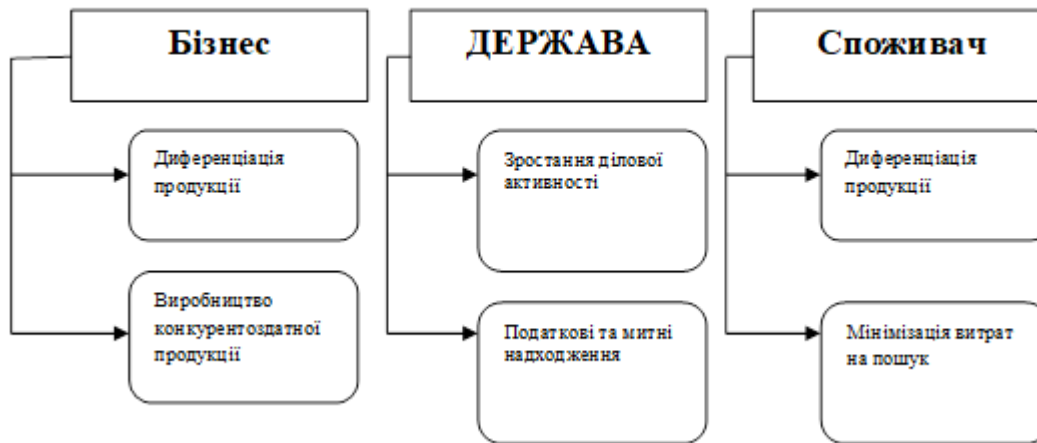 Бізнес
Диференціація
продукції
Виробництво
конкурентоздатної
продукції
ДЕРЖАВА
Зростання ділової
активності
Податкові та митні
надходження
Споживач
Диференціація
продукції
Мінімізація витрат
на пошук